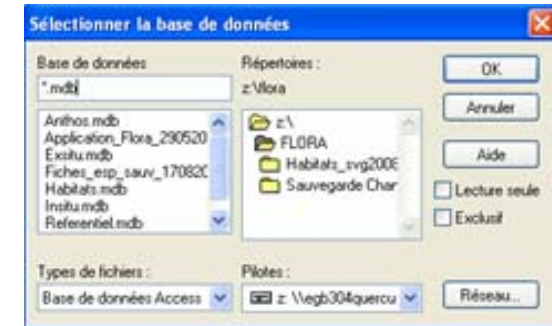 Sélectionner la base de données
Base de données
*.mdb
Anthos.mdb
Application_Flora_290520
Exsitu.mdb
Fiches_esp_sauv_17082C
Habitats.mdb
Insitu.mdb
Referentiel.mdb
Répertoires :
z:\flora
z:\
FLORA
Habitats_svg2008
Sauvegarde Char
OK
Annuler
Aide
Lecture seule
Exclusif
Types de fichiers :
Base de données Access
Pilotes :
z: \\egb304quercu
Réseau...